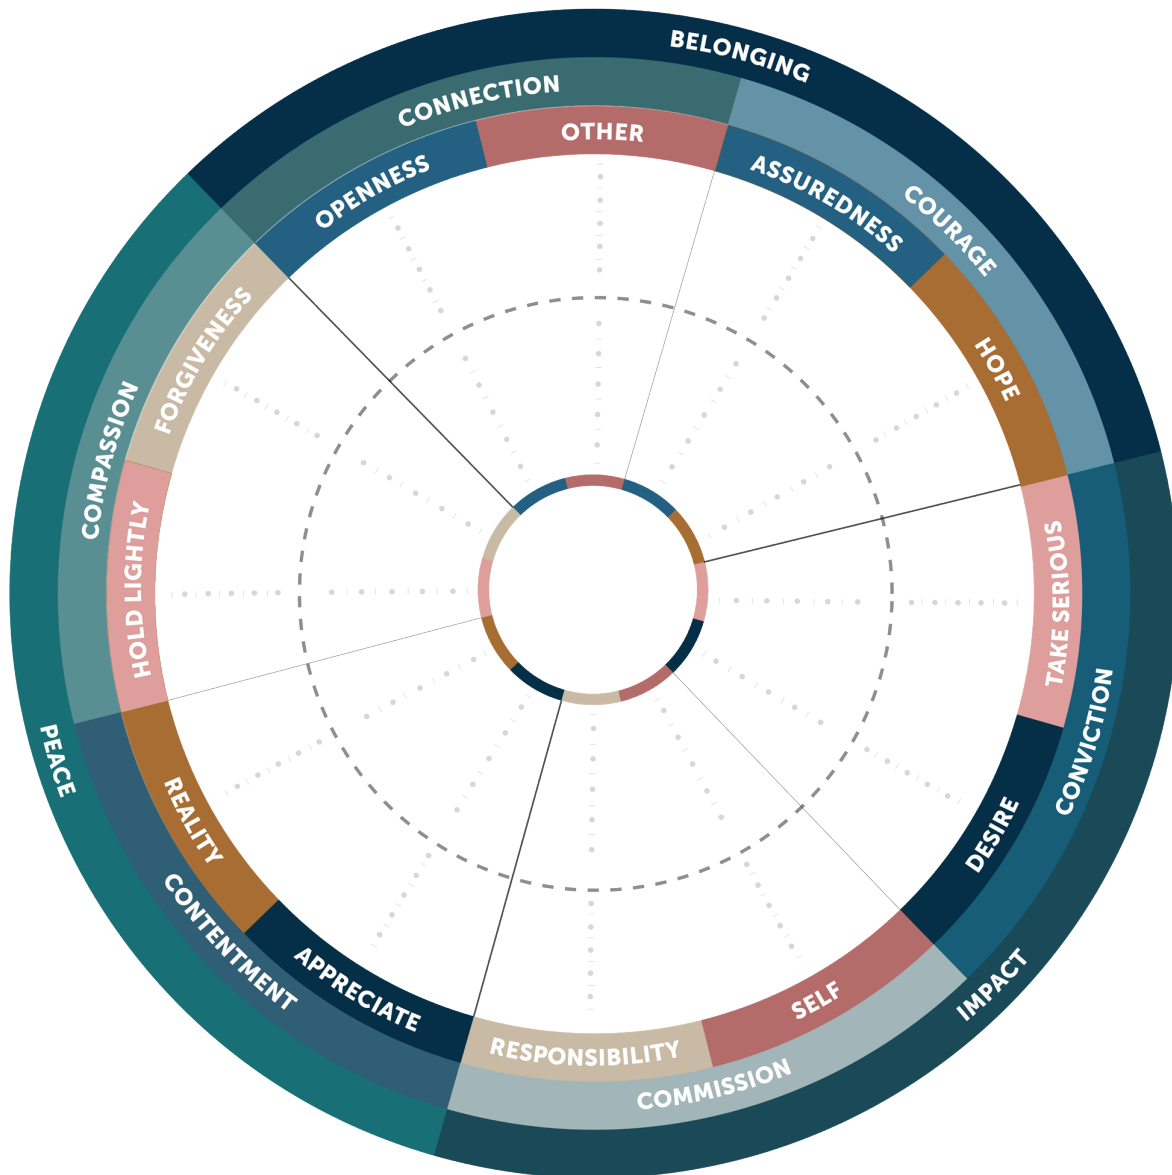 BELONGING
CONNECTION
OTHER
OPENNESS
ASSUREDNESS
COURAGE
HOPE
FORGIVENESS
COMPASSION
HOLD LIGHTLY
TAKE SERIOUS
CONVICTION
PEACE
REALITY
DESIRE
CONTENTMENT
APPRECIATE
IMPACT
SELF
RESPONSIBILITY
COMMISSION